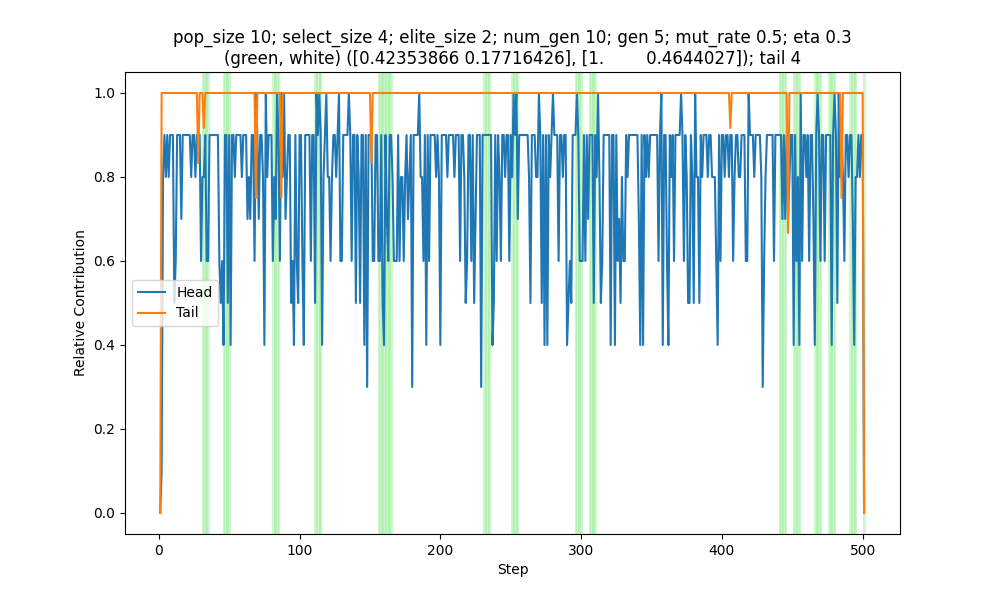 pop_size 10; select_size 4; elite_size 2; num_gen 10; gen 5; mut_rate 0.5; eta 0.3
(green, white) ([0.42353866 0.17716426], [1.        0.4644027]); tail 4
1.0
0.8
0.6
0.4
0.2
0.0
Relative Contribution
Head
Tail
0
100
200
300
400
500
Step